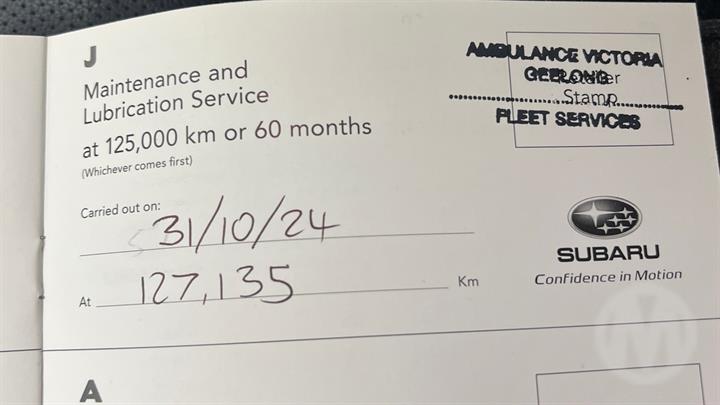 J
Maintenance and
Lubrication Service
at 125,000 km or 60 months
(Whichever comes first)
AMBULANCE VICTORIA
GEELONG
Retailer
Stamp
FLEET SERVICES
Carried out on:
31/10/24
At 127,135 Km
SUBARU
Confidence in Motion
M
A